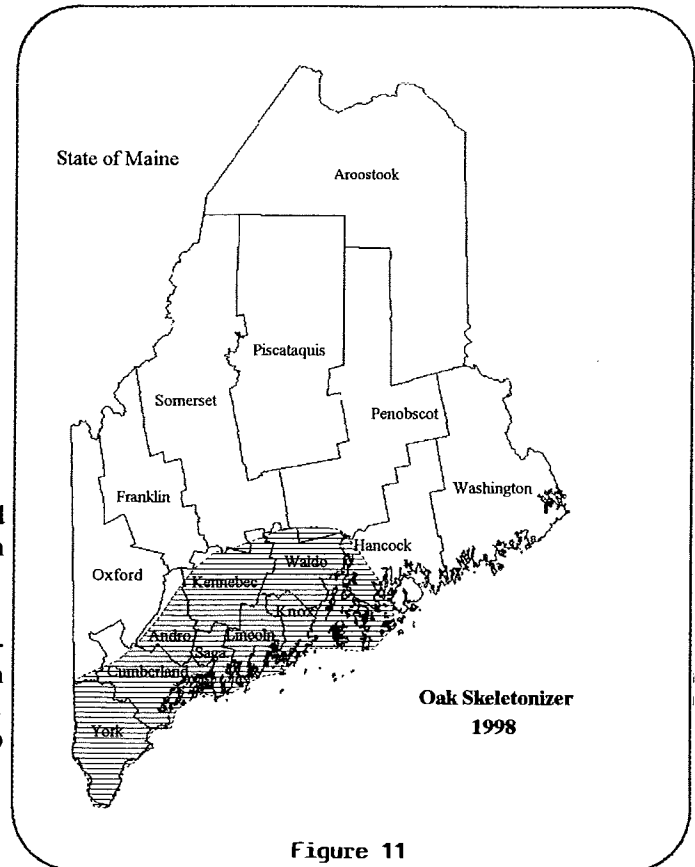 State of Maine
Aroostook
Piscataquis
Somerset
Penobscot
Washington
Franklin
Hancock
Waldo
Oxford
Kennebec
Knox
Andro
Lincoln
Saga
Cumberland
York
Oak Skeletonizer
1998
Figure 11